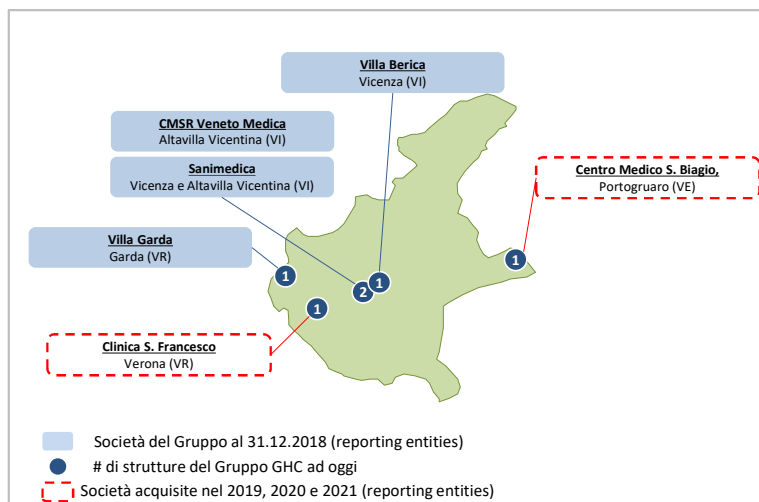 Villa Berica
Vicenza (VI)
CMSR Veneto Medica
Altavilla Vicentina (VI)
Sanimedica
Vicenza e Altavilla Vicentina (VI)
Centro Medico S. Biagio,
Portogruaro (VE)
Villa Garda
Garda (VR)
1
1
1
2
1
Clinica S. Francesco
Verona (VR)
Società del Gruppo al 31.12.2018 (reporting entities)
# di strutture del Gruppo GHC ad oggi
Società acquisite nel 2019, 2020 e 2021 (reporting entities)